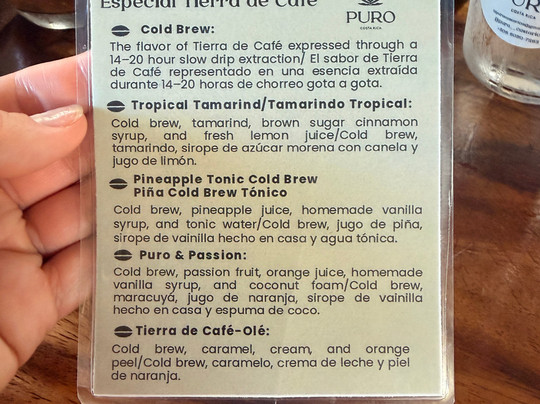 Especial Tierra de Café
PURO
COSTA RICA
Cold Brew:
The flavor of Tierra de Café expressed through a
14–20 hour slow drip extraction/ El sabor de Tierra
de Café representado en una esencia extraída
durante 14–20 horas de chorreo gota a gota.
Tropical Tamarind/Tamarindo Tropical:
Cold brew, tamarind, brown sugar cinnamon
syrup, and fresh lemon juice/Cold brew,
tamarindo, sirope de azúcar morena con canela y
jugo de limón.
Pineapple Tonic Cold Brew
Piña Cold Brew Tónico
Cold brew, pineapple juice, homemade vanilla
syrup, and tonic water/Cold brew, jugo de piña,
sirope de vainilla hecho en casa y agua tónica.
Puro & Passion:
Cold brew, passion fruit, orange juice, homemade
vanilla syrup, and coconut foam/Cold brew,
maracuyá, jugo de naranja, sirope de vainilla
hecho en casa y espuma de coco.
Tierra de Café-Olé:
Cold brew, caramel, cream, and orange
peel/Cold brew, caramelo, crema de leche y piel
de naranja.
COSTA RICA